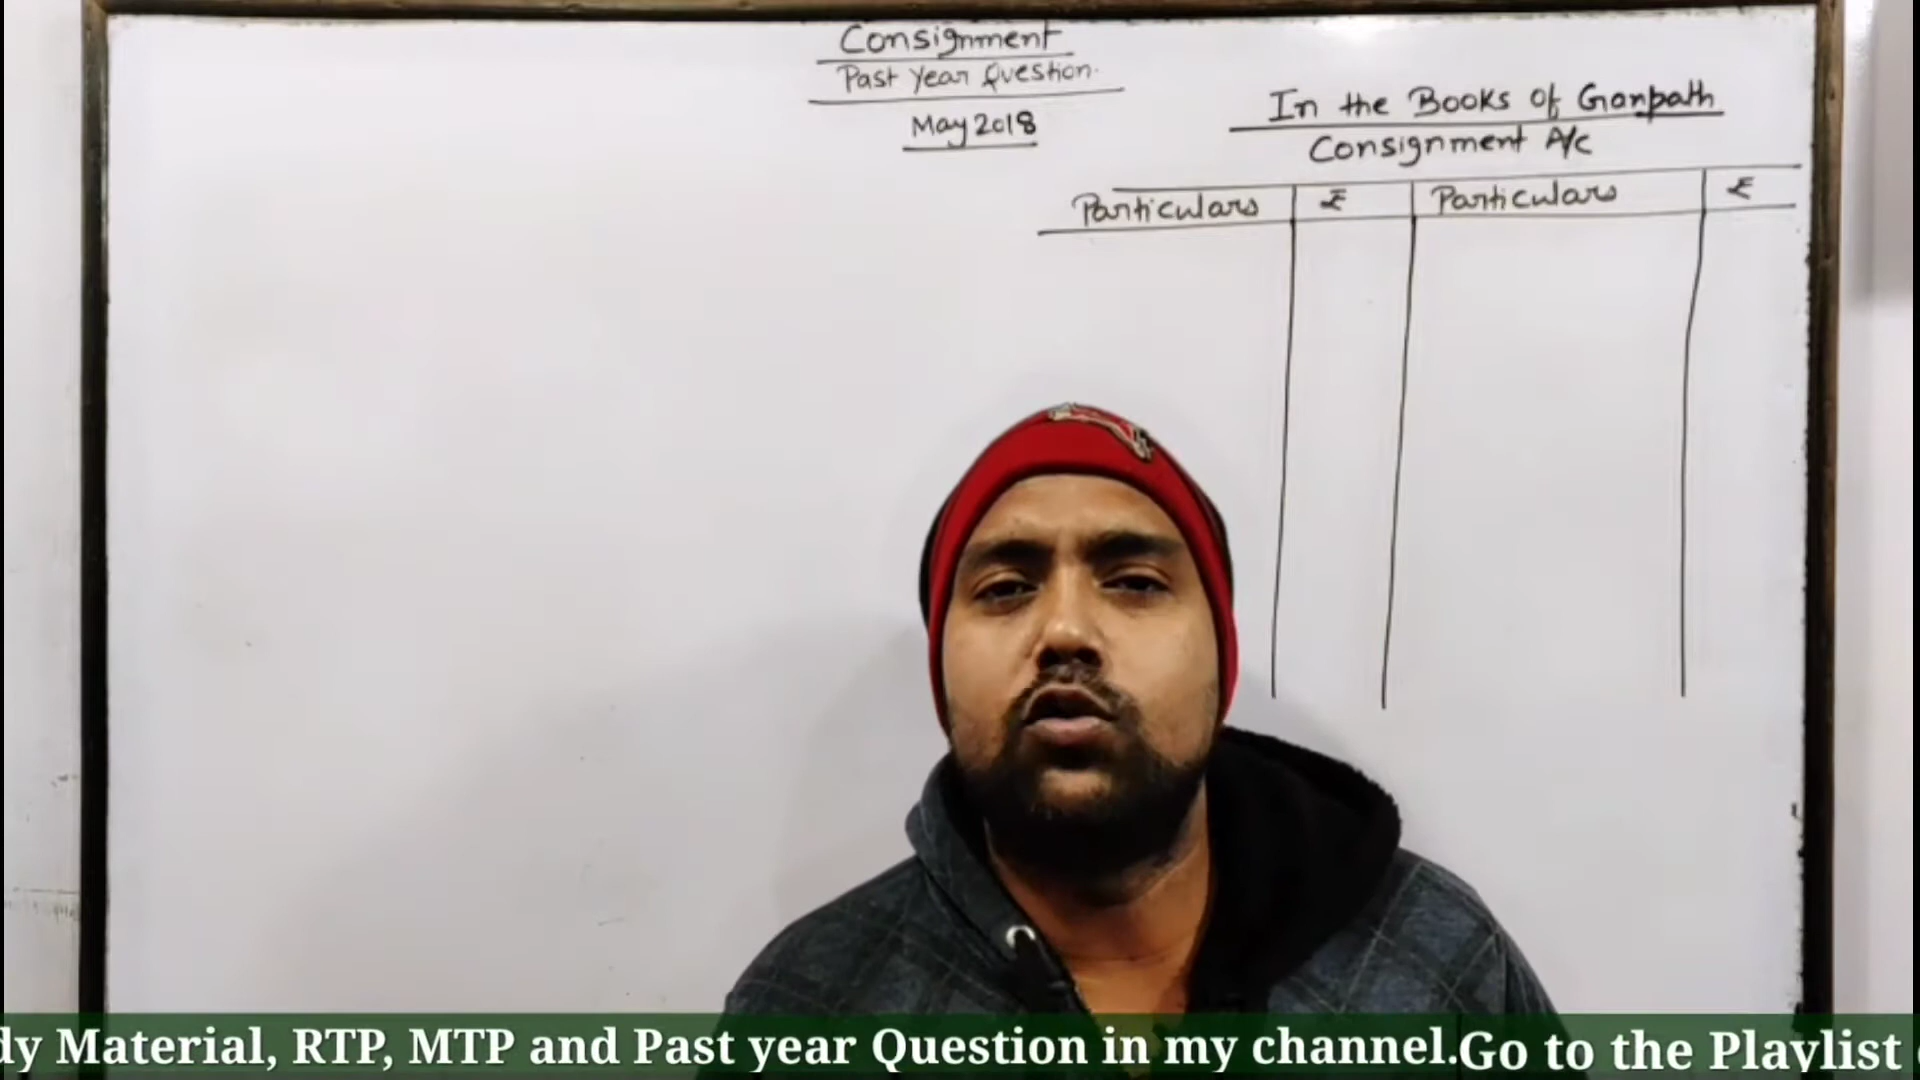 Consignment
Past Year Question.
May 2018
In the Books of Ganpath
Consignment A/c
Particulars ₹ Particulars ₹
dy Material, RTP, MTP and Past year Question in my channel.Go to the Playlist